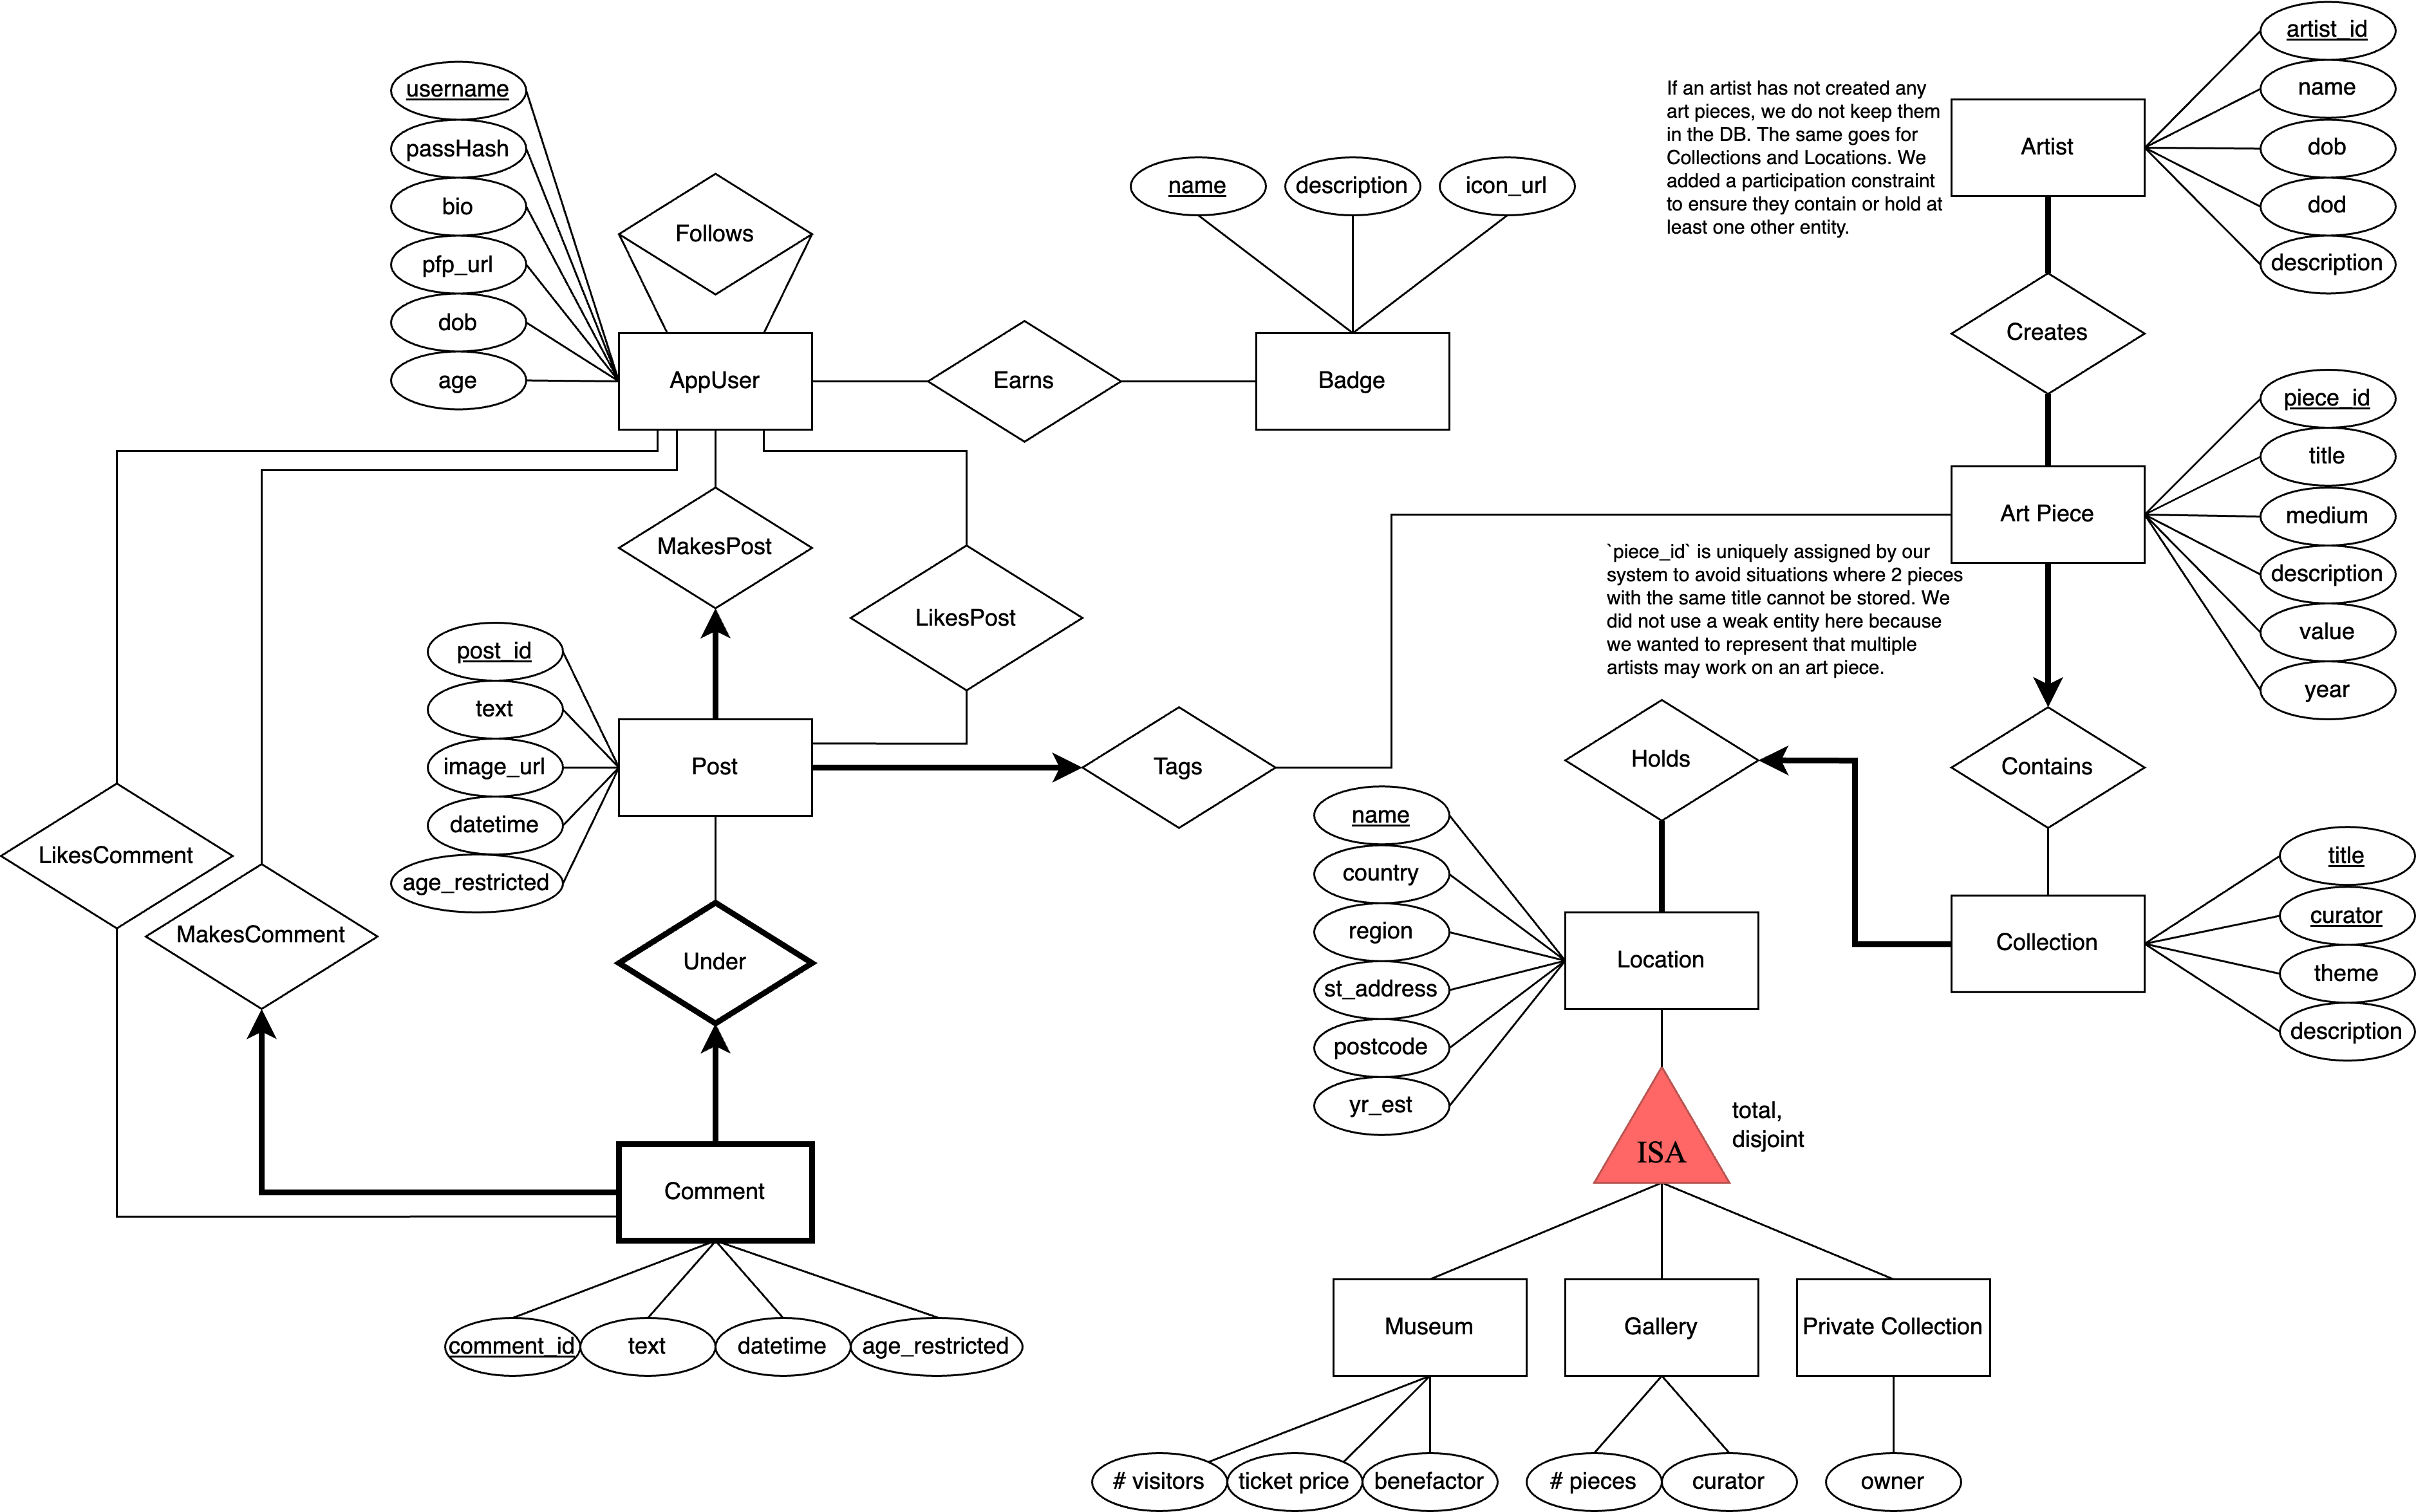 username
passHash
bio
pfp_url
dob
age
Follows
AppUser
Earns
name
description
icon_url
Badge
If an artist has not created any
art pieces, we do not keep them
in the DB. The same goes for
Collections and Locations. We
added a participation constraint
to ensure they contain or hold at
least one other entity.
Artist
artist_id
name
dob
dod
description
Creates
Art Piece
piece_id
title
medium
description
value
year
`piece_id` is uniquely assigned by our
system to avoid situations where 2 pieces
with the same title cannot be stored. We
did not use a weak entity here because
we wanted to represent that multiple
artists may work on an art piece.
MakesPost
LikesPost
post_id
text
image_url
datetime
age_restricted
Post
Tags
Holds
Contains
LikesComment
MakesComment
Under
name
country
region
st_address
postcode
yr_est
Location
Collection
title
curator
theme
description
ISA
total,
disjoint
Comment
comment_id
text
datetime
age_restricted
Museum
Gallery
Private Collection
# visitors
ticket price
benefactor
# pieces
curator
owner